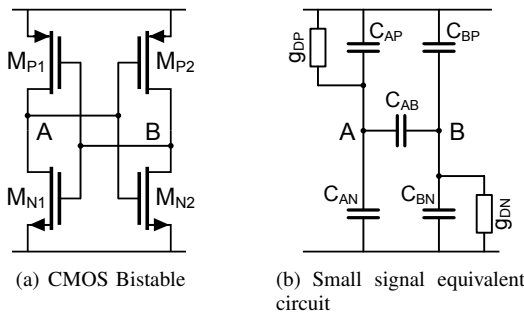 M_P1
M_P2
A
B
M_N1
M_N2
(a) CMOS Bistable
g_DP
C_AP
C_BP
C_AB
A
B
C_AN
C_BN
g_DN
(b) Small signal equivalent
circuit